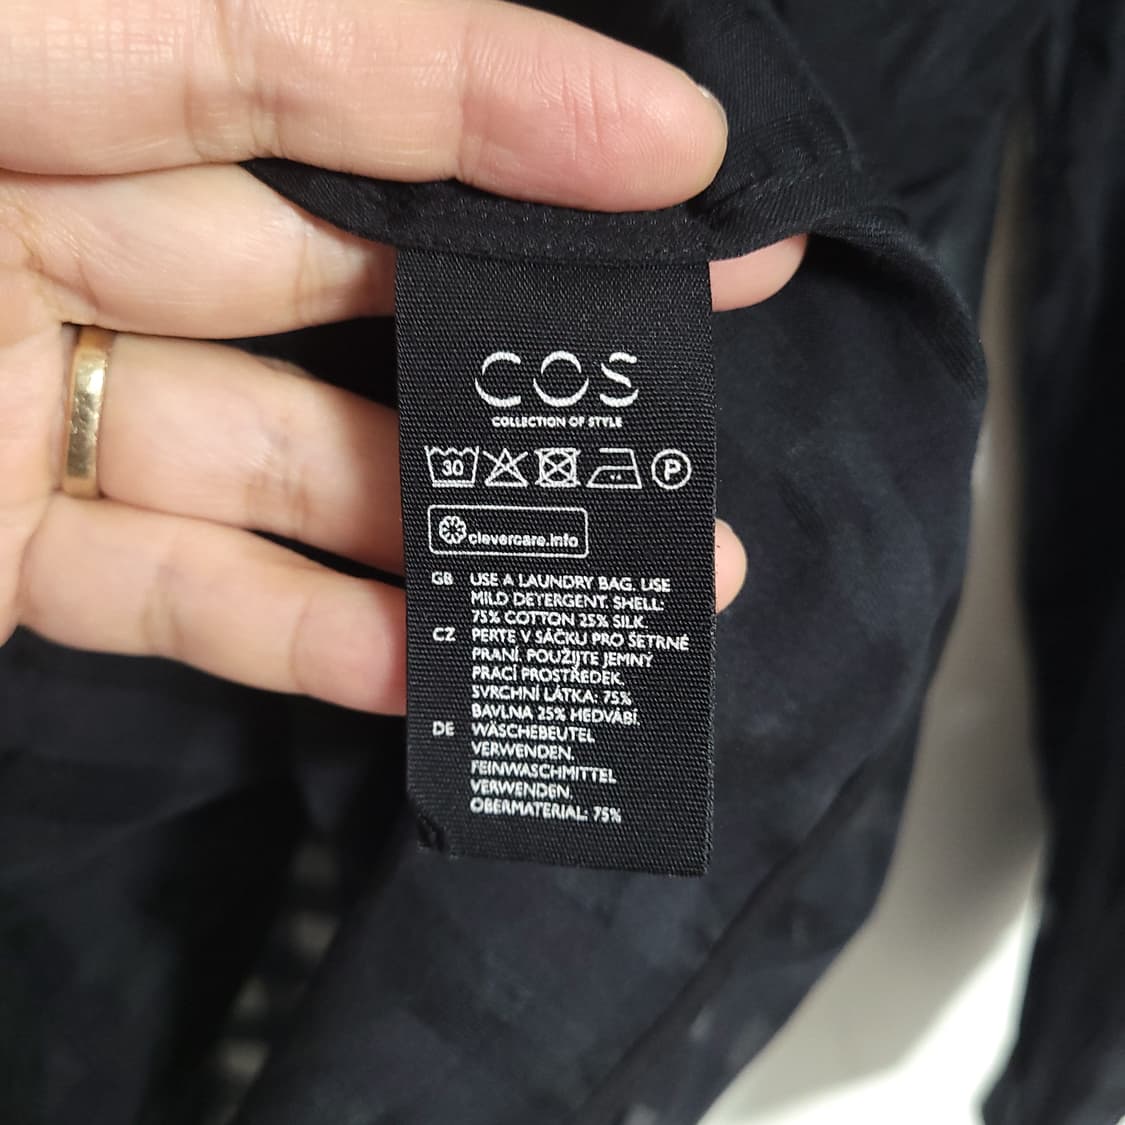 COS
COLLECTION OF STYLE
30 P
clevercare.info
GB USE A LAUNDRY BAG. USE
MILD DETERGENT. SHELL:
75% COTTON 25% SILK.
CZ PERTE V SÁČKU PRO ŠETRNÉ
PRANÍ. POUŽIJTE JEMNÝ
PRACÍ PROSTŘEDEK.
SVRCHNÍ LÁTKA: 75%
BAVLNA 25% HEDVÁBÍ.
DE WÄSCHEBEUTEL
VERWENDEN.
FEINWASCHMITTEL
VERWENDEN.
OBERMATERIAL: 75%